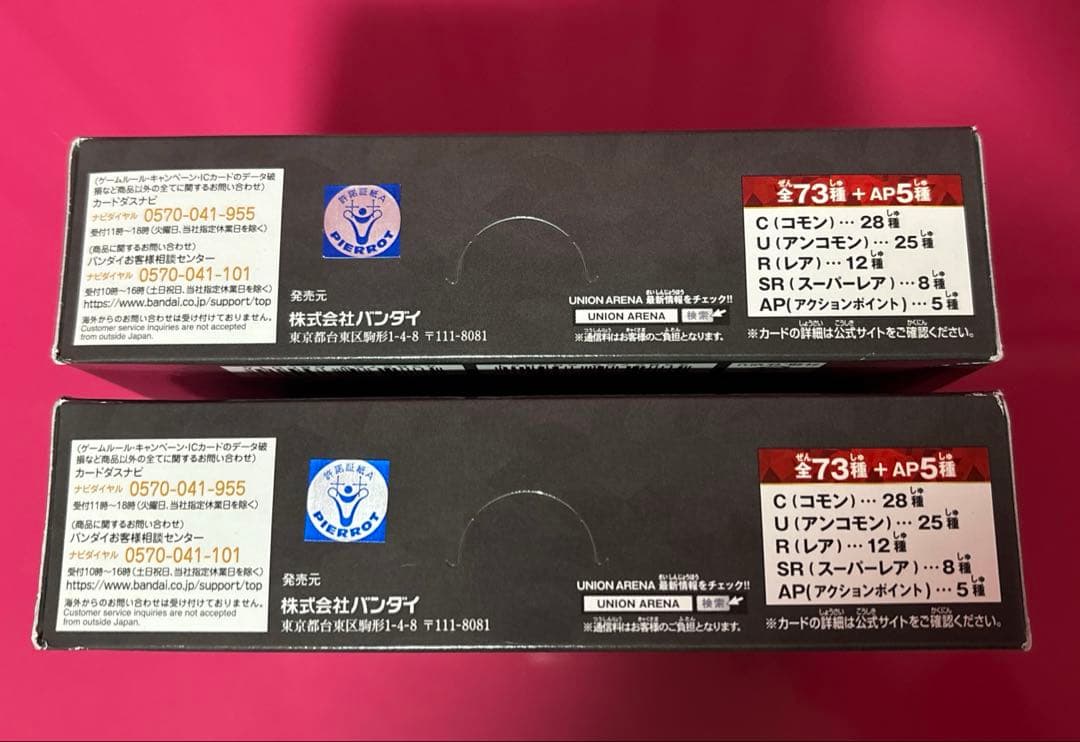 (ゲームルール・キャンペーン・ICカードのデータ破
損など商品以外の全てに関するお問い合わせ)
カードダスナビ
ナビダイヤル 0570-041-955
受付11時〜18時(火曜日、当社指定休業日を除く)
(商品に関するお問い合わせ)
バンダイお客様相談センター
ナビダイヤル 0570-041-101
受付10時〜16時(土日祝日、当社指定休業日を除く)
https://www.bandai.co.jp/support/top
海外からのお問い合わせは受け付けておりません。
Customer service inquiries are not accepted
from outside Japan.
許諾証紙A
PIERROT
発売元
株式会社バンダイ
東京都台東区駒形1-4-8 〒111-8081
UNION ARENA 最新情報をチェック!!
UNION ARENA 検索
※通信料はお客様のご負担となります。
全73種 + AP5種
C (コモン) … 28種
U (アンコモン) … 25種
R (レア) … 12種
SR (スーパーレア) … 8種
AP(アクションポイント) … 5種
※カードの詳細は公式サイトをご確認ください。
(ゲームルール・キャンペーン・ICカードのデータ破
損など商品以外の全てに関するお問い合わせ)
カードダスナビ
ナビダイヤル 0570-041-955
受付11時〜18時(火曜日、当社指定休業日を除く)
(商品に関するお問い合わせ)
バンダイお客様相談センター
ナビダイヤル 0570-041-101
受付10時〜16時(土日祝日、当社指定休業日を除く)
https://www.bandai.co.jp/support/top
海外からのお問い合わせは受け付けておりません。
Customer service inquiries are not accepted
from outside Japan.
許諾証紙A
PIERROT
発売元
株式会社バンダイ
東京都台東区駒形1-4-8 〒111-8081
UNION ARENA 最新情報をチェック!!
UNION ARENA 検索
※通信料はお客様のご負担となります。
全73種 + AP5種
C (コモン) … 28種
U (アンコモン) … 25種
R (レア) … 12種
SR (スーパーレア) … 8種
AP(アクションポイント) … 5種
※カードの詳細は公式サイトをご確認ください。